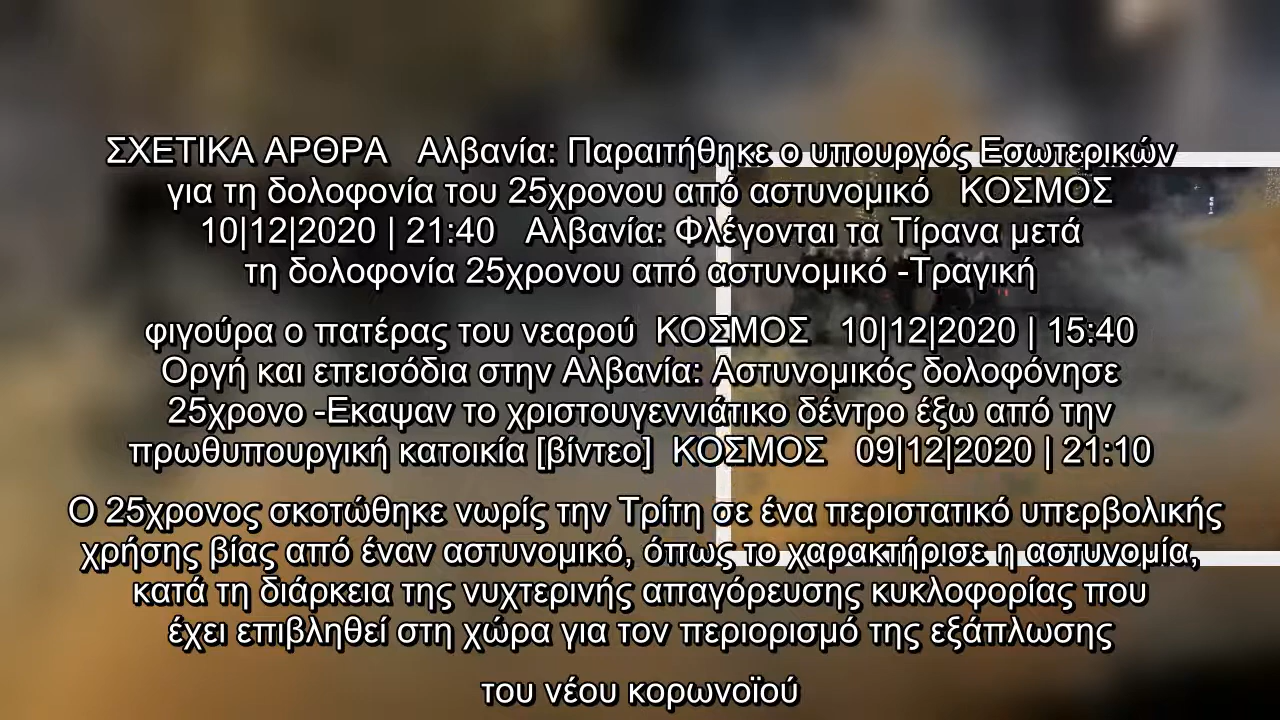 ΣΧΕΤΙΚΑ ΑΡΘΡΑ   Αλβανία: Παραιτήθηκε ο υπουργός Εσωτερικών
για τη δολοφονία του 25χρονου από αστυνομικό   ΚΟΣΜΟΣ
10|12|2020 | 21:40   Αλβανία: Φλέγονται τα Τίρανα μετά
τη δολοφονία 25χρονου από αστυνομικό -Τραγική
φιγούρα ο πατέρας του νεαρού  ΚΟΣΜΟΣ   10|12|2020 | 15:40
Οργή και επεισόδια στην Αλβανία: Αστυνομικός δολοφόνησε
25χρονο -Εκαψαν το χριστουγεννιάτικο δέντρο έξω από την
πρωθυπουργική κατοικία [βίντεο]  ΚΟΣΜΟΣ   09|12|2020 | 21:10
Ο 25χρονος σκοτώθηκε νωρίς την Τρίτη σε ένα περιστατικό υπερβολικής
χρήσης βίας από έναν αστυνομικό, όπως το χαρακτήρισε η αστυνομία,
κατά τη διάρκεια της νυχτερινής απαγόρευσης κυκλοφορίας που
έχει επιβληθεί στη χώρα για τον περιορισμό της εξάπλωσης
του νέου κορωνοϊού